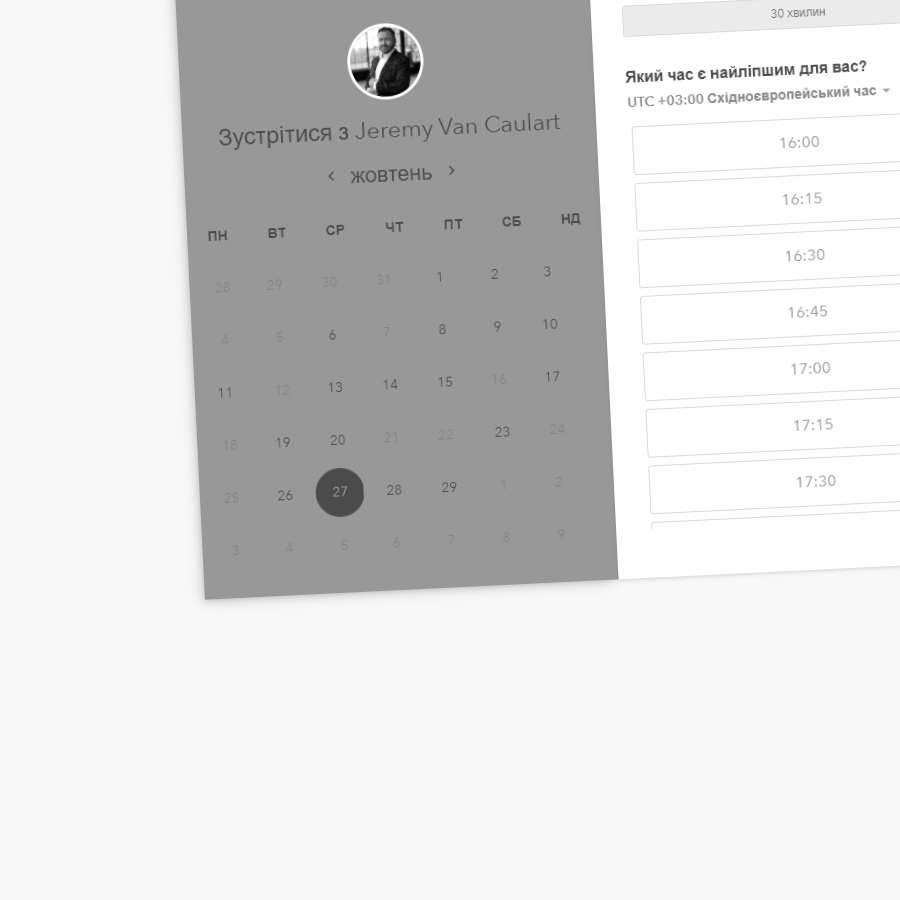 Зустрітися з Jeremy Van Caulart
жовтень
ПН ВТ СР ЧТ ПТ СБ НД
28 29 30 31 1 2 3
4 5 6 7 8 9 10
11 12 13 14 15 16 17
18 19 20 21 22 23 24
25 26 27 28 29 1 2
3 4 5 6 7 8 9
30 хвилин
Який час є найліпшим для вас?
UTC +03:00 Східноєвропейський час
16:00
16:15
16:30
16:45
17:00
17:15
17:30